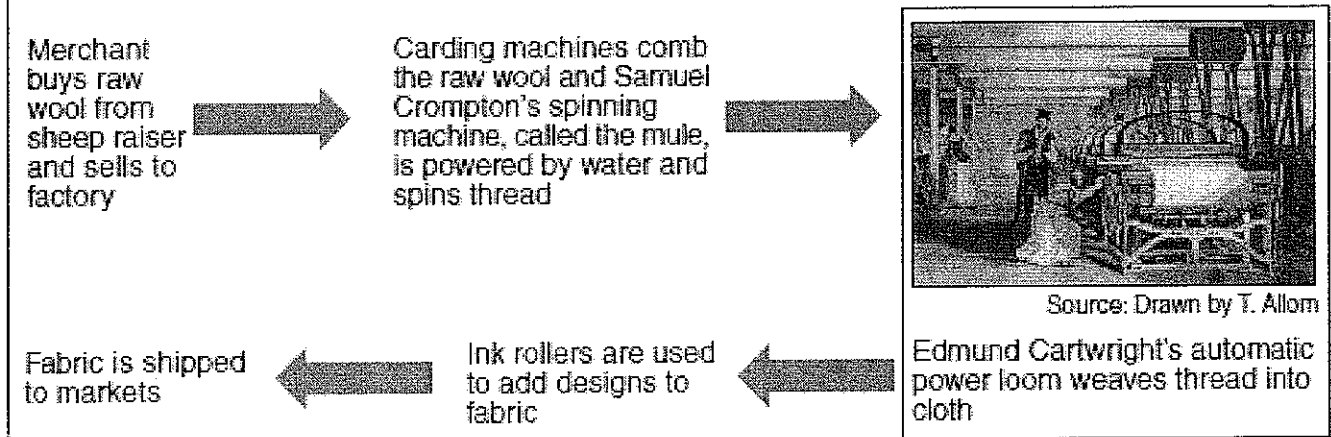 Merchant
buys raw
wool from
sheep raiser
and sells to
factory
Carding machines comb
the raw wool and Samuel
Crompton's spinning
machine, called the mule,
is powered by water and
spins thread
Source: Drawn by T. Allom
Edmund Cartwright's automatic
power loom weaves thread into
cloth
Ink rollers are used
to add designs to
fabric
Fabric is shipped
to markets